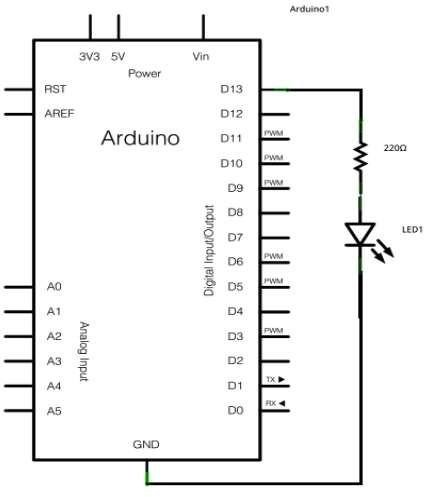 Arduino1
3V3 5V Vin
Power
RST D13
AREF D12
Arduino
D11 PWM
D10 PWM
D9 PWM
D8
D7
D6 PWM
A0 D5 PWM
A1 D4
A2 D3 PWM
A3 D2
A4 D1 TX ▶
A5 D0 RX ◀
Digital Input/Output
Analog Input
GND
220Ω
LED1